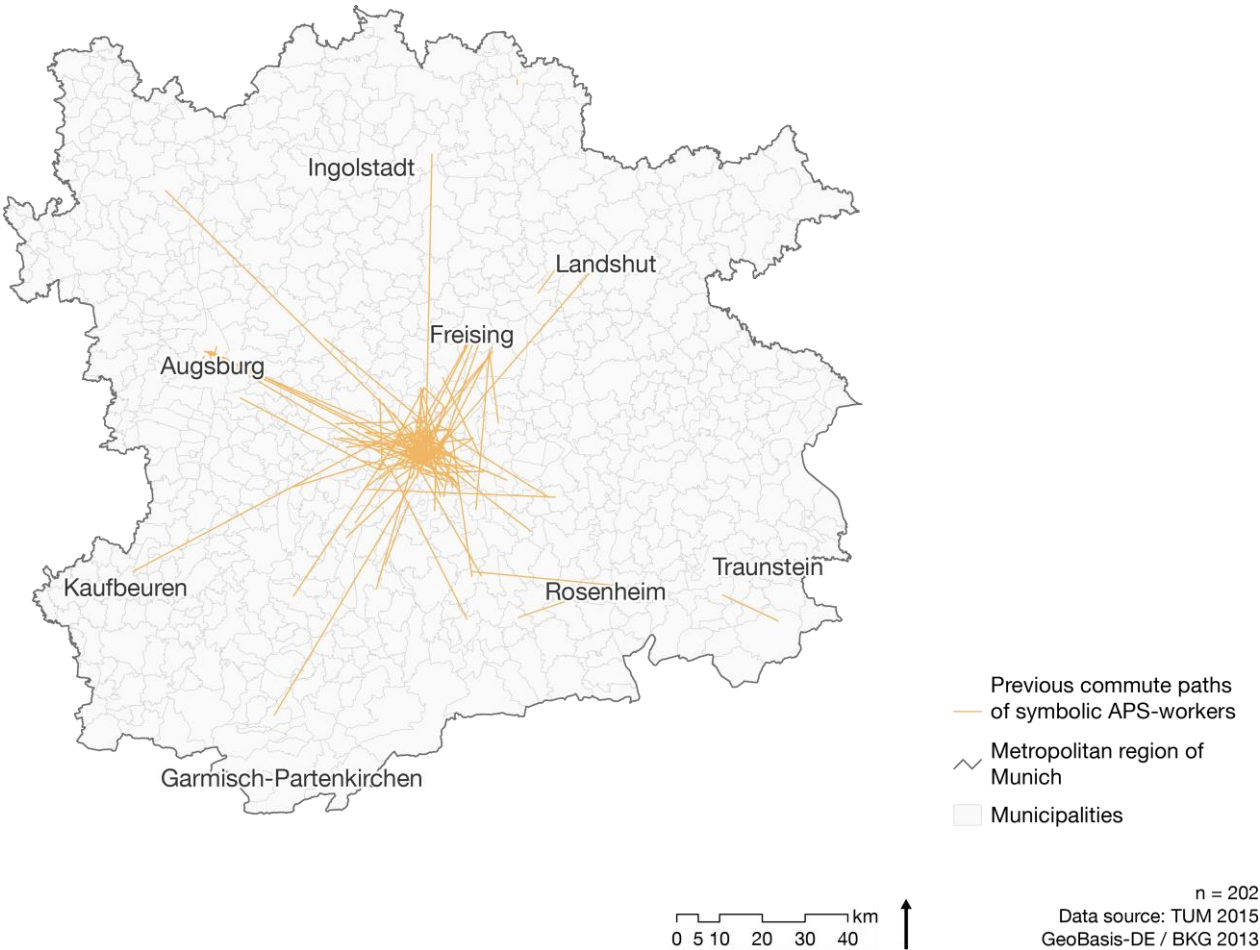 Ingolstadt
Landshut
Freising
Augsburg
Traunstein
Kaufbeuren
Rosenheim
Previous commute paths
of symbolic APS-workers
Metropolitan region of
Munich
Garmisch-Partenkirchen
Municipalities
km
0 5 10 20 30 40
n = 202
Data source: TUM 2015
GeoBasis-DE / BKG 2013